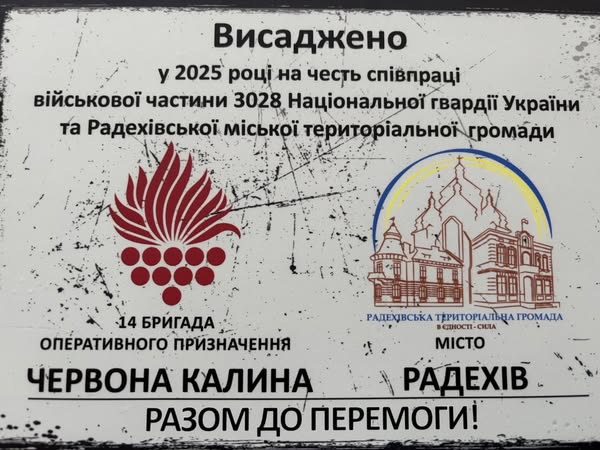 Висаджено
у 2025 році на честь співпраці
військової частини 3028 Національної гвардії України
та Радехівської міської територіальної громади
РАДЕХІВСЬКА ТЕРИТОРІАЛЬНА ГРОМАДА
В ЄДНОСТІ - СИЛА
14 БРИГАДА
ОПЕРАТИВНОГО ПРИЗНАЧЕННЯ
МІСТО
ЧЕРВОНА КАЛИНА
РАДЕХІВ
РАЗОМ ДО ПЕРЕМОГИ!